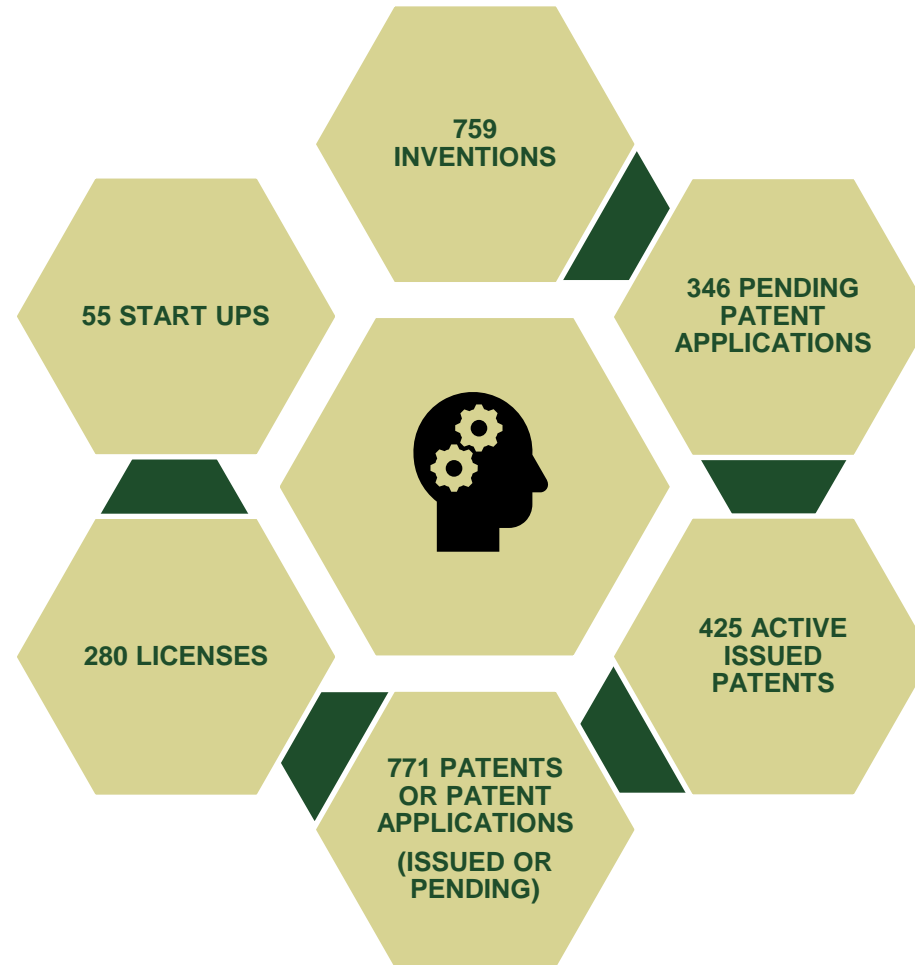 759
INVENTIONS
346 PENDING
PATENT
APPLICATIONS
425 ACTIVE
ISSUED
PATENTS
771 PATENTS
OR PATENT
APPLICATIONS
(ISSUED OR
PENDING)
280 LICENSES
55 START UPS